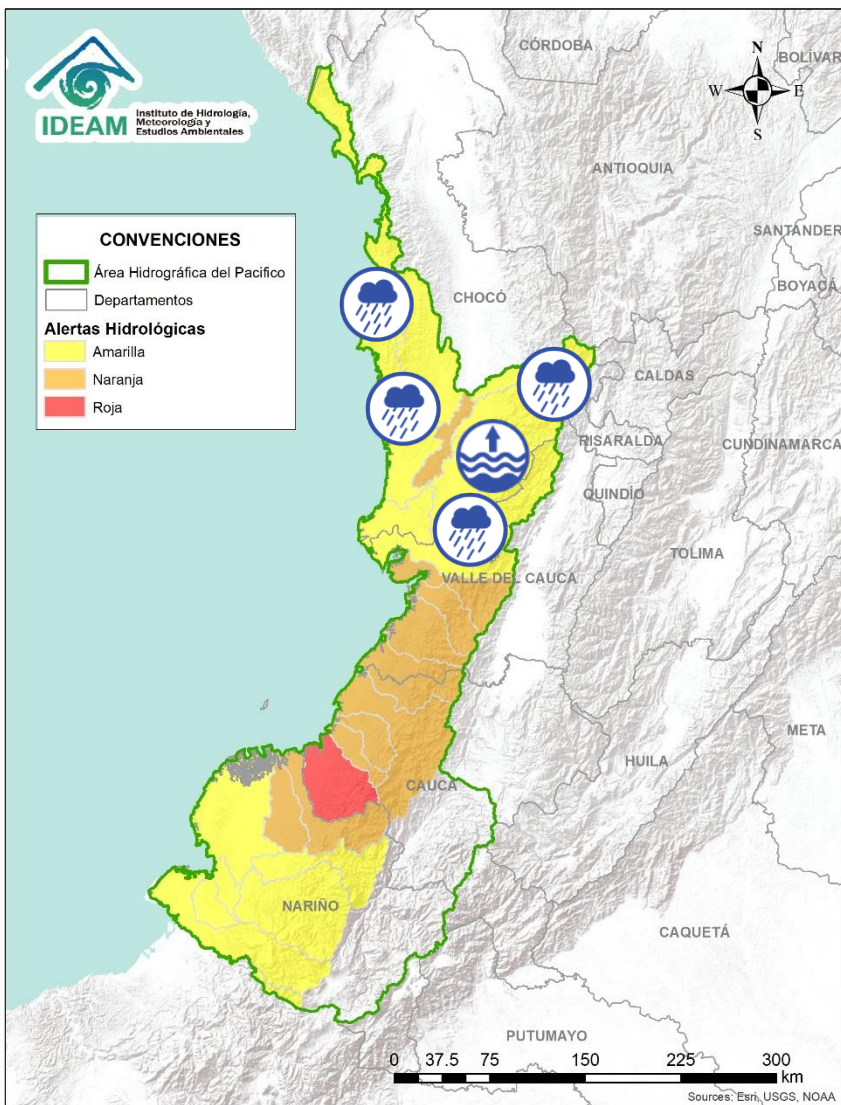 IDEAM
Instituto de Hidrología,
Meteorología y
Estudios Ambientales
N
W
E
S
CÓRDOBA
BOLÍVAR
ANTIOQUIA
SANTANDER
BOYACÁ
CONVENCIONES
Área Hidrográfica del Pacifico
Departamentos
Alertas Hidrológicas
Amarilla
Naranja
Roja
CHOCÓ
CALDAS
RISARALDA
CUNDINAMARCA
QUINDÍO
TOLIMA
VALLE DEL CAUCA
META
HUILA
CAUCA
NARIÑO
CAQUETÁ
PUTUMAYO
0 37.5 75 150 225 300
km
Sources: Esri, USGS, NOAA